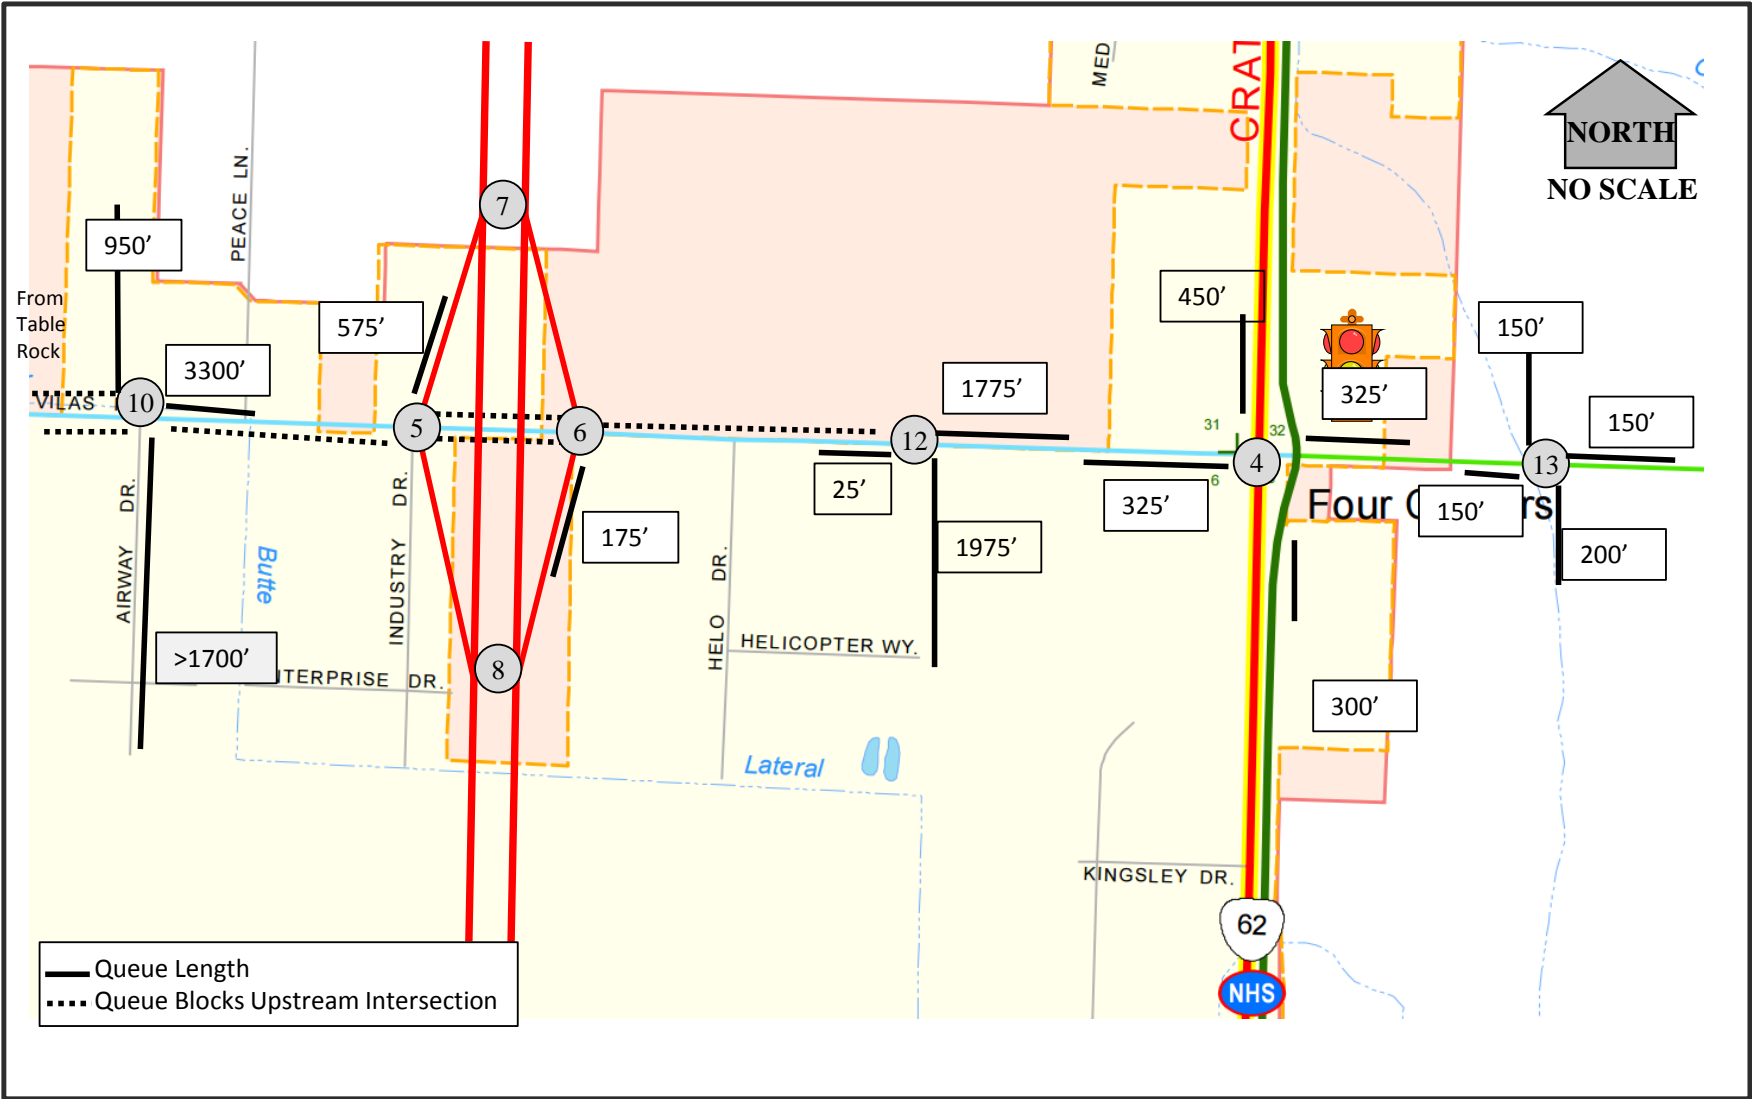 MED
CRAT
NORTH
NO SCALE
PEACE LN.
7
950'
From
Table
Rock
575'
450'
150'
3300'
1775'
325'
150'
VILAS
10
5
6
12
31
32
4
13
6
25'
325'
Four C
rs
150'
175'
1975'
200'
AIRWAY DR.
Butte
INDUSTRY DR.
HELO DR.
HELICOPTER WY.
>1700'
NTERPRISE DR.
8
300'
Lateral
KINGSLEY DR.
62
NHS
Queue Length
Queue Blocks Upstream Intersection